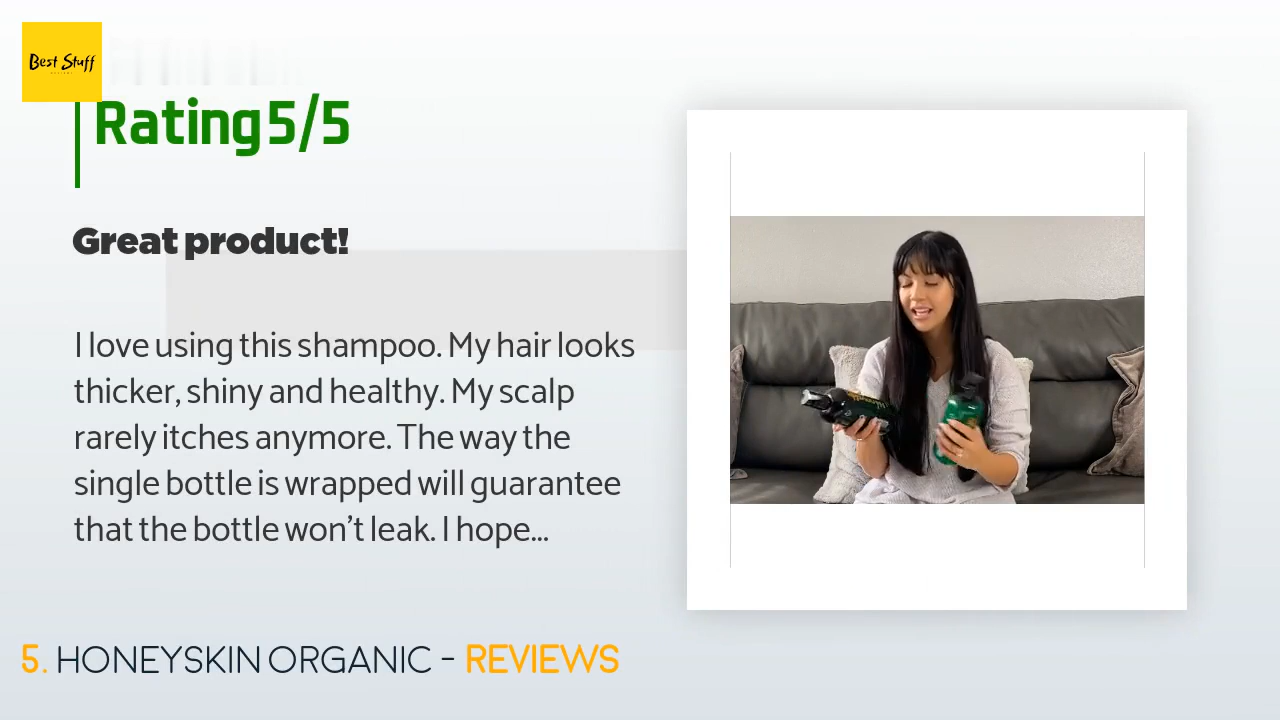 Best Stuff
Rating 5/5
Great product!
I love using this shampoo. My hair looks
thicker, shiny and healthy. My scalp
rarely itches anymore. The way the
single bottle is wrapped will guarantee
that the bottle won't leak. I hope...
5. HONEYSKIN ORGANIC - REVIEWS